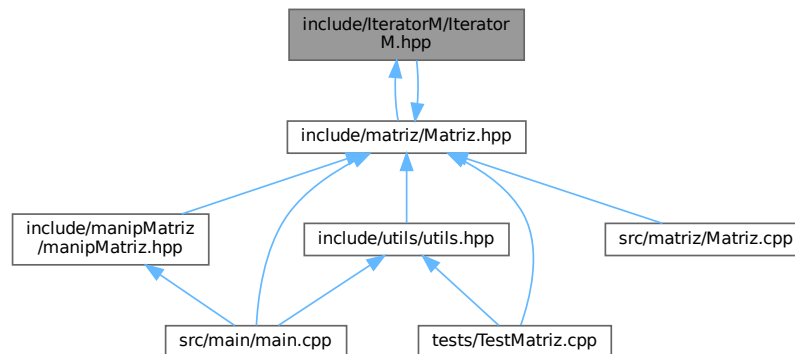 include/IteratorM/Iterator
M.hpp
include/matriz/Matriz.hpp
include/manipMatriz
/manipMatriz.hpp
include/utils/utils.hpp
src/matriz/Matriz.cpp
src/main/main.cpp
tests/TestMatriz.cpp